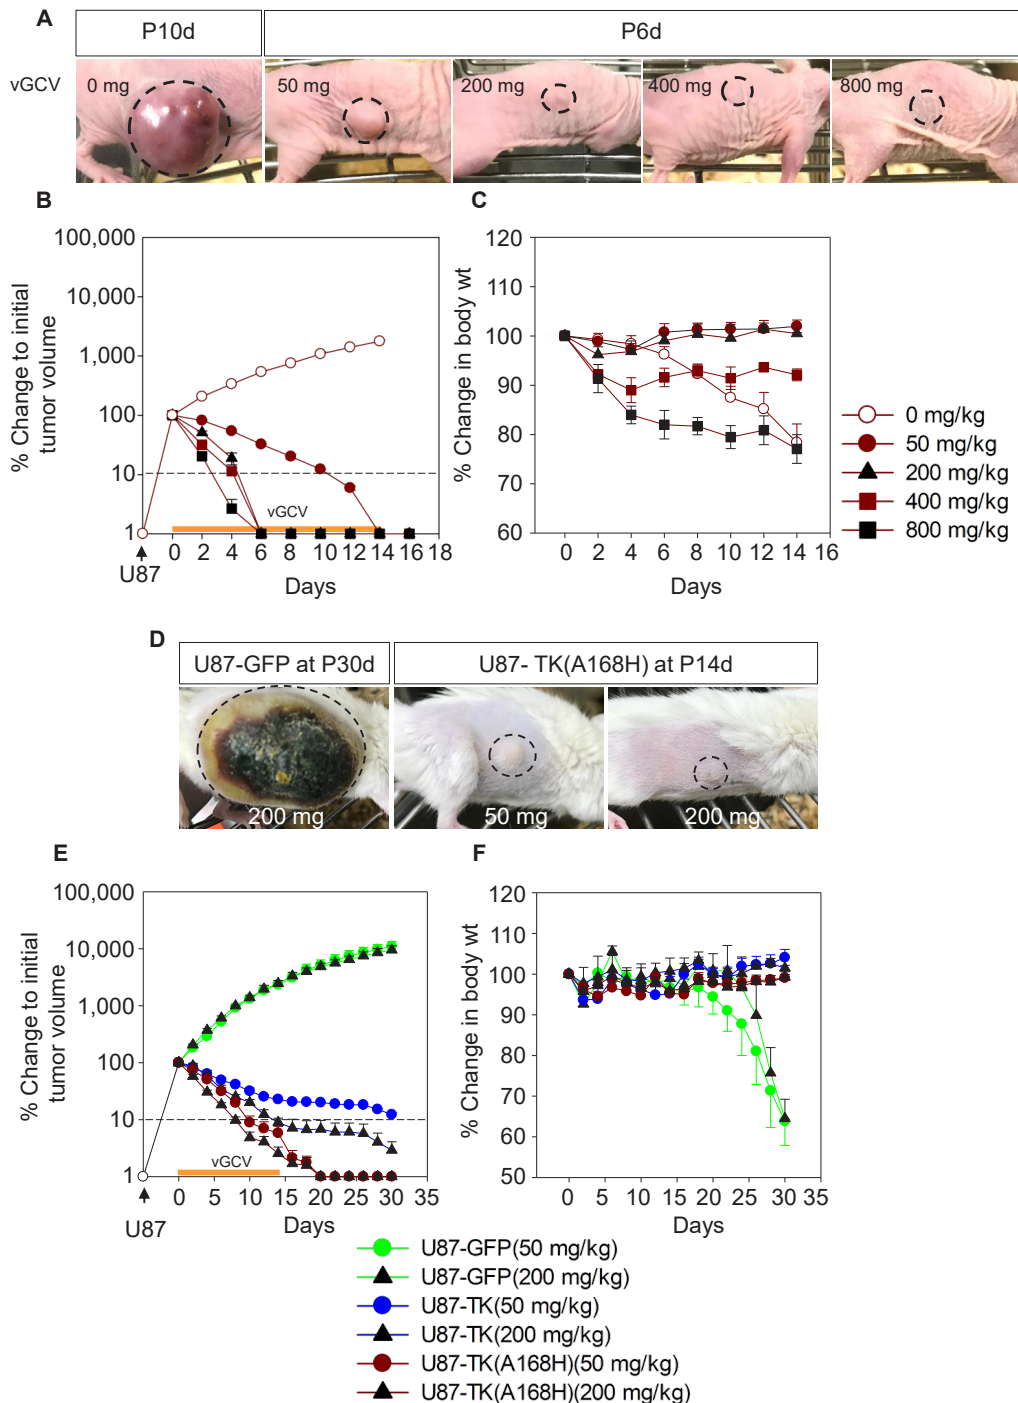 A
P10d
P6d
vGCV
0 mg
50 mg
200 mg
400 mg
800 mg
B
% Change to initial
tumor volume
100,000
10,000
1,000
100
10
1
vGCV
0 2 4 6 8 10 12 14 16 18
U87
Days
C
% Change in body wt
120
110
100
90
80
70
60
0 2 4 6 8 10 12 14 16
Days
0 mg/kg
50 mg/kg
200 mg/kg
400 mg/kg
800 mg/kg
D
U87-GFP at P30d
U87- TK(A168H) at P14d
200 mg
50 mg
200 mg
E
% Change to initial
tumor volume
100,000
10,000
1,000
100
10
1
vGCV
0 5 10 15 20 25 30 35
U87
Days
F
% Change in body wt
120
110
100
90
80
70
60
50
0 5 10 15 20 25 30 35
Days
U87-GFP(50 mg/kg)
U87-GFP(200 mg/kg)
U87-TK(50 mg/kg)
U87-TK(200 mg/kg)
U87-TK(A168H)(50 mg/kg)
U87-TK(A168H)(200 mg/kg)